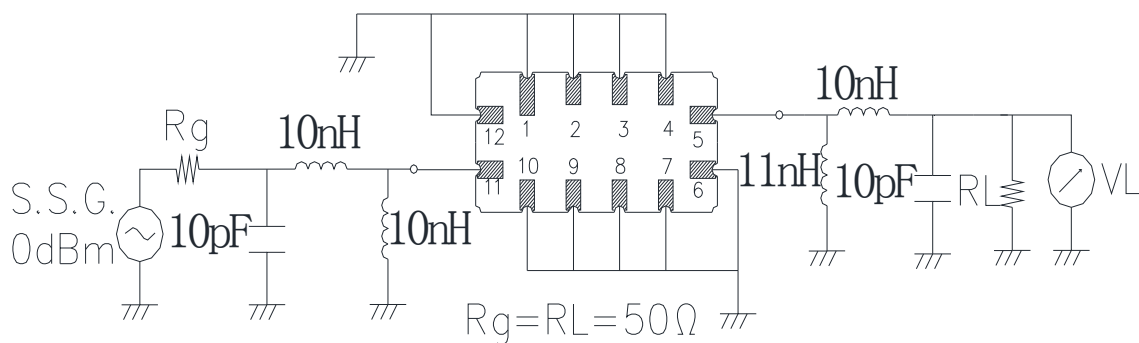 10nH
Rg
10nH
1 2 3 4
12 5
10 9 8 7
11 6
11nH 10pF RL VL
S.S.G.
0dBm 10pF 10nH
Rg=RL=50Ω